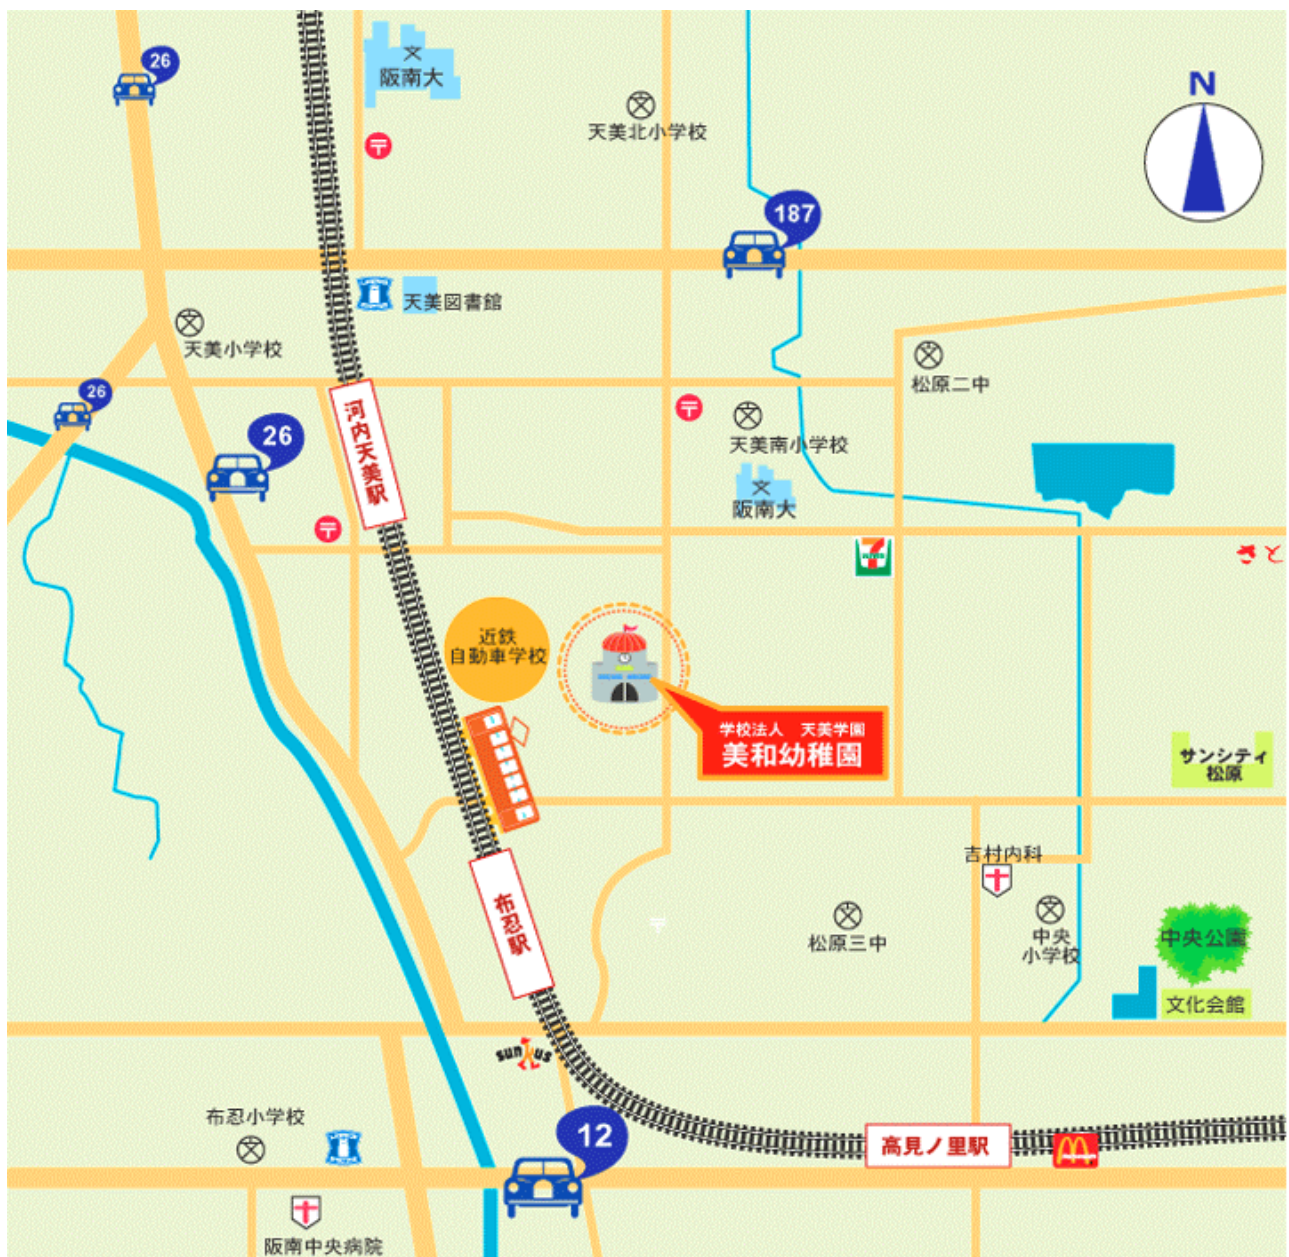 26
文
阪南大
N
天美北小学校
187
天美図書館
天美小学校
松原二中
26
26
河内天美駅
天美南小学校
文
阪南大
7
さと
近鉄
自動車学校
学校法人 天美学園
美和幼稚園
サンシティ
松原
吉村内科
布忍駅
松原三中
中央
小学校
中央公園
文化会館
sunkus
布忍小学校
12
高見ノ里駅
阪南中央病院